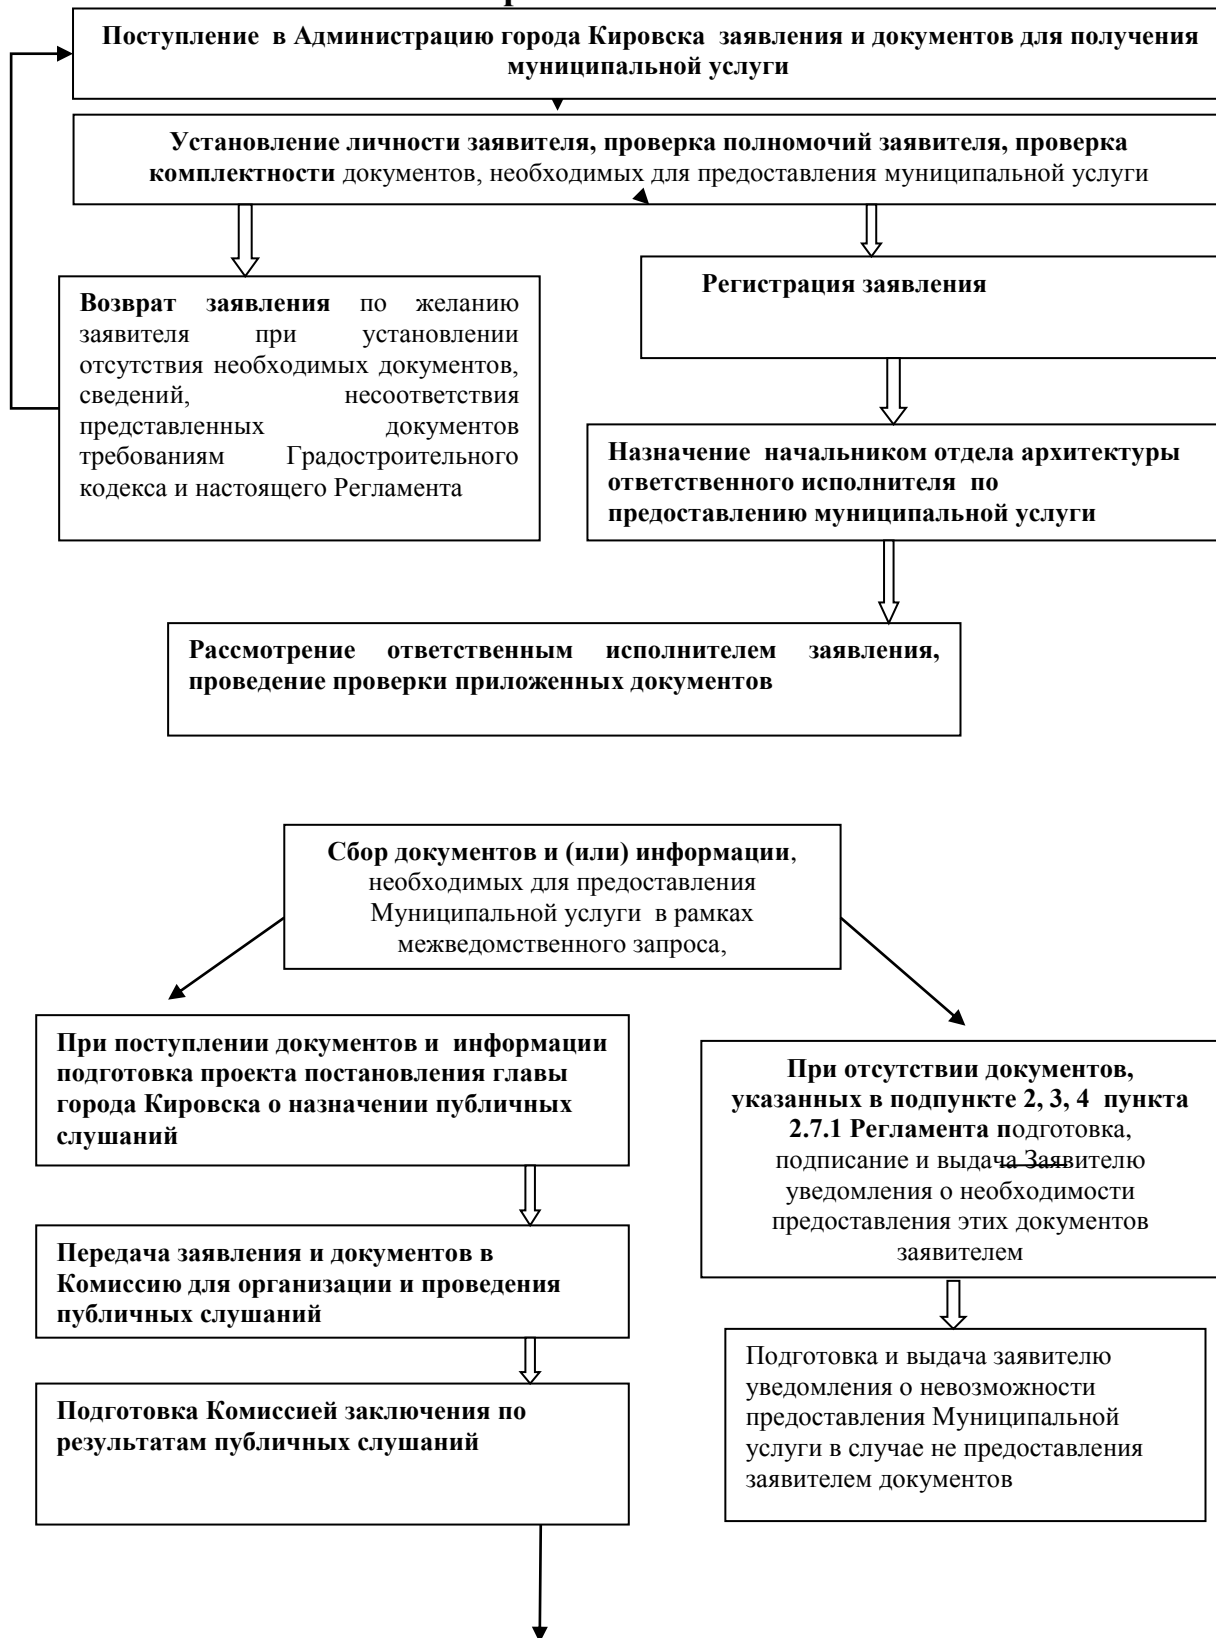 Поступление в Администрацию города Кировска заявления и документов для получения
муниципальной услуги
Установление личности заявителя, проверка полномочий заявителя, проверка
комплектности документов, необходимых для предоставления муниципальной услуги
Возврат заявления по желанию
заявителя при установлении
отсутствия необходимых документов,
сведений, несоответствия
представленных документов
требованиям Градостроительного
кодекса и настоящего Регламента
Регистрация заявления
Назначение начальником отдела архитектуры
ответственного исполнителя по
предоставлению муниципальной услуги
Рассмотрение ответственным исполнителем заявления,
проведение проверки приложенных документов
Сбор документов и (или) информации,
необходимых для предоставления
Муниципальной услуги в рамках
межведомственного запроса,
При поступлении документов и информации
подготовка проекта постановления главы
города Кировска о назначении публичных
слушаний
При отсутствии документов,
указанных в подпункте 2, 3, 4 пункта
2.7.1 Регламента подготовка,
подписание и выдача Заявителю
уведомления о необходимости
предоставления этих документов
заявителем
Передача заявления и документов в
Комиссию для организации и проведения
публичных слушаний
Подготовка и выдача заявителю
уведомления о невозможности
предоставления Муниципальной
услуги в случае не предоставления
заявителем документов
Подготовка Комиссией заключения по
результатам публичных слушаний